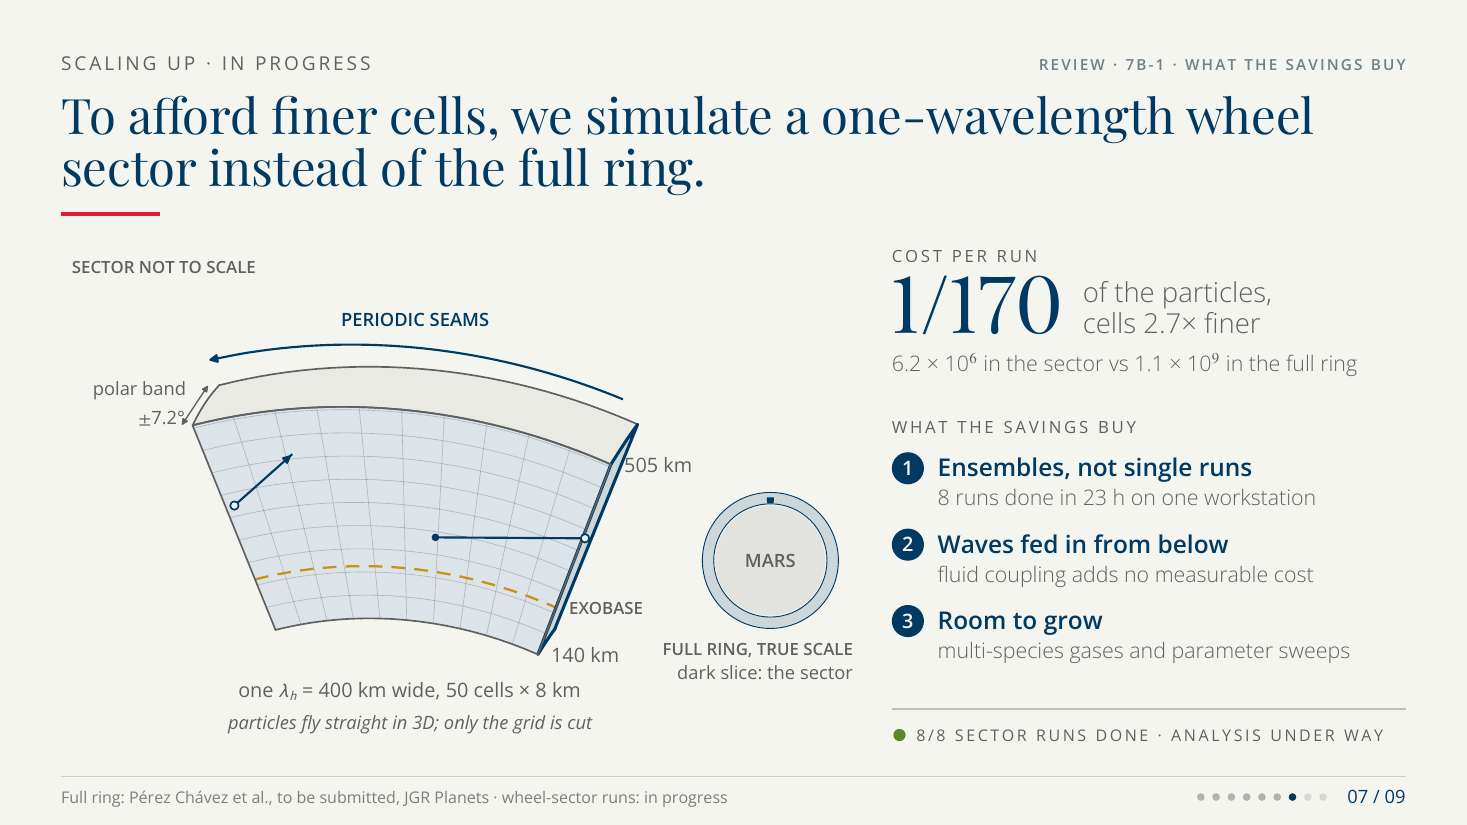 SCALING UP · IN PROGRESS
REVIEW · 7B-1 · WHAT THE SAVINGS BUY
To afford finer cells, we simulate a one-wavelength wheel
sector instead of the full ring.
SECTOR NOT TO SCALE
PERIODIC SEAMS
polar band
±7.2°
505 km
EXOBASE
140 km
one λₕ = 400 km wide, 50 cells × 8 km
particles fly straight in 3D; only the grid is cut
MARS
FULL RING, TRUE SCALE
dark slice: the sector
COST PER RUN
1/170
of the particles,
cells 2.7× finer
6.2 × 10⁶ in the sector vs 1.1 × 10⁹ in the full ring
WHAT THE SAVINGS BUY
1 Ensembles, not single runs
8 runs done in 23 h on one workstation
2 Waves fed in from below
fluid coupling adds no measurable cost
3 Room to grow
multi-species gases and parameter sweeps
8/8 SECTOR RUNS DONE · ANALYSIS UNDER WAY
Full ring: Pérez Chávez et al., to be submitted, JGR Planets · wheel-sector runs: in progress
07 / 09